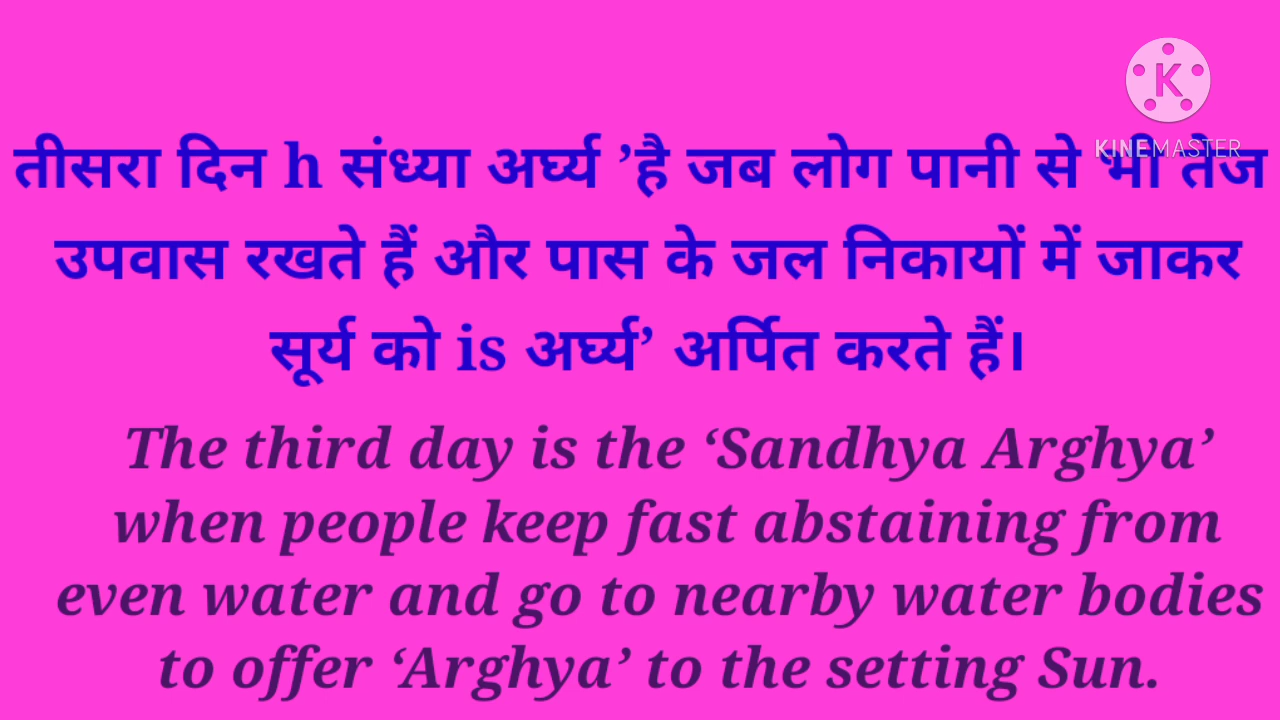 K
KINEMASTER
तीसरा दिन h संध्या अर्घ्य ’है जब लोग पानी से भी तेज
उपवास रखते हैं और पास के जल निकायों में जाकर
सूर्य को is अर्घ्य’ अर्पित करते हैं।
The third day is the ‘Sandhya Arghya’
when people keep fast abstaining from
even water and go to nearby water bodies
to offer ‘Arghya’ to the setting Sun.